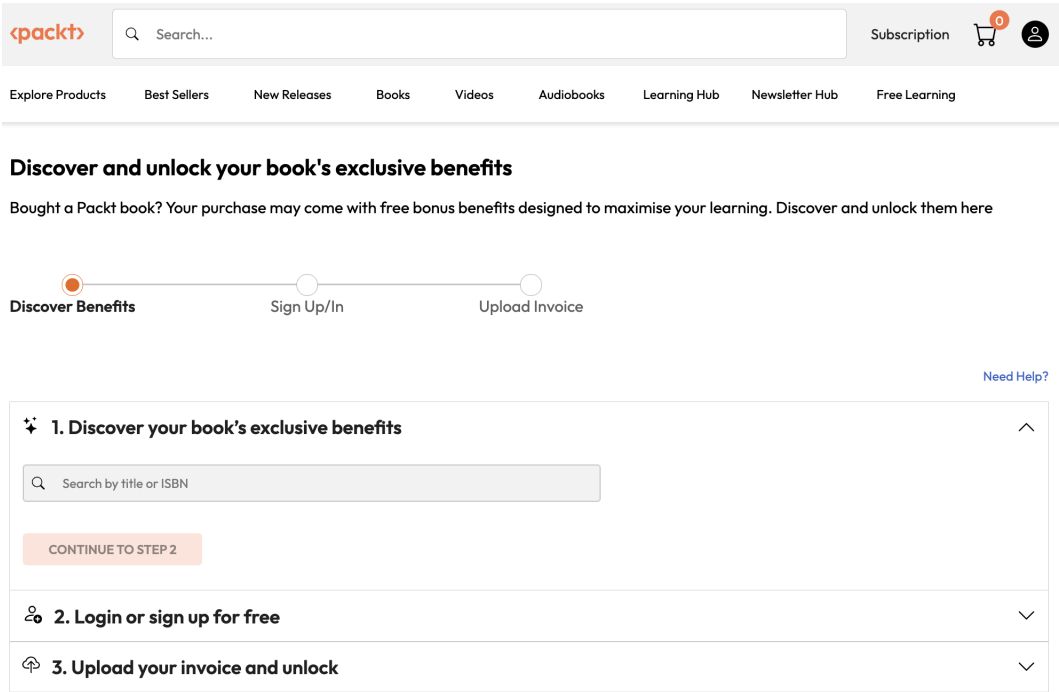 <packt>
Search...
Subscription
0
Explore Products
Best Sellers
New Releases
Books
Videos
Audiobooks
Learning Hub
Newsletter Hub
Free Learning
Discover and unlock your book's exclusive benefits
Bought a Packt book? Your purchase may come with free bonus benefits designed to maximise your learning. Discover and unlock them here
Discover Benefits
Sign Up/In
Upload Invoice
Need Help?
1. Discover your book’s exclusive benefits
Search by title or ISBN
CONTINUE TO STEP 2
2. Login or sign up for free
3. Upload your invoice and unlock